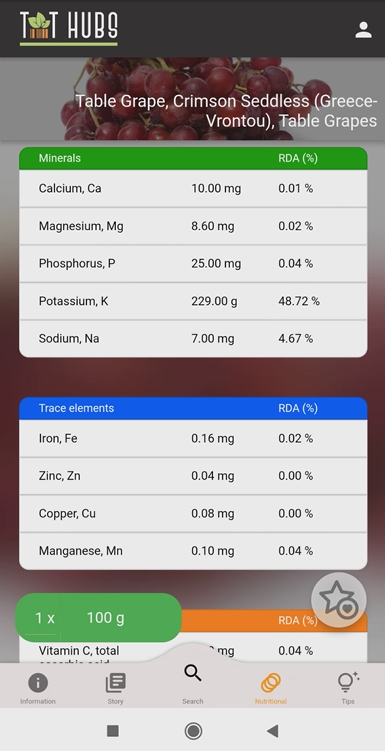 TOT HUBS
Table Grape, Crimson Seedless (Greece-
Vrontou), Table Grapes
Minerals RDA (%)
Calcium, Ca 10.00 mg 0.01 %
Magnesium, Mg 8.60 mg 0.02 %
Phosphorus, P 25.00 mg 0.04 %
Potassium, K 229.00 g 48.72 %
Sodium, Na 7.00 mg 4.67 %
Trace elements RDA (%)
Iron, Fe 0.16 mg 0.02 %
Zinc, Zn 0.04 mg 0.00 %
Copper, Cu 0.08 mg 0.00 %
Manganese, Mn 0.10 mg 0.04 %
1 x 100 g RDA (%)
Vitamin C, total mg 0.04 %
Information Story Search Nutritional Tips